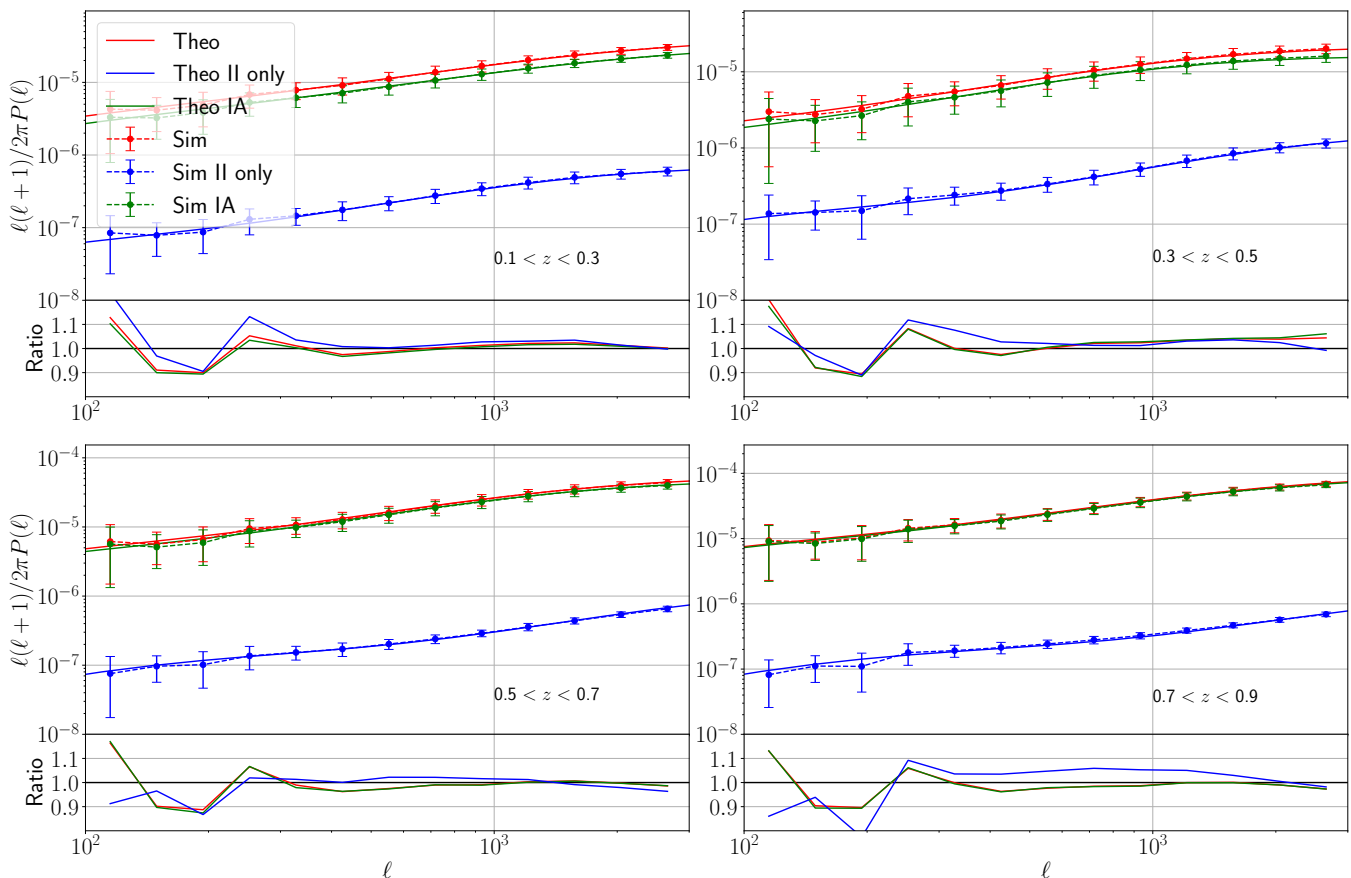 Theo
Theo II only
Theo IA
Sim
Sim II only
Sim IA
ℓ(ℓ + 1)/2πP(ℓ)
10⁻⁵
10⁻⁶
10⁻⁷
10⁻⁸
0.1 < z < 0.3
Ratio
1.1
1.0
0.9
10² 10³
10⁻⁵
10⁻⁶
10⁻⁷
10⁻⁸
0.3 < z < 0.5
1.1
1.0
0.9
10² 10³
ℓ(ℓ + 1)/2πP(ℓ)
10⁻⁴
10⁻⁵
10⁻⁶
10⁻⁷
10⁻⁸
0.5 < z < 0.7
Ratio
1.1
1.0
0.9
10² 10³
ℓ
10⁻⁴
10⁻⁵
10⁻⁶
10⁻⁷
10⁻⁸
0.7 < z < 0.9
1.1
1.0
0.9
10² 10³
ℓ